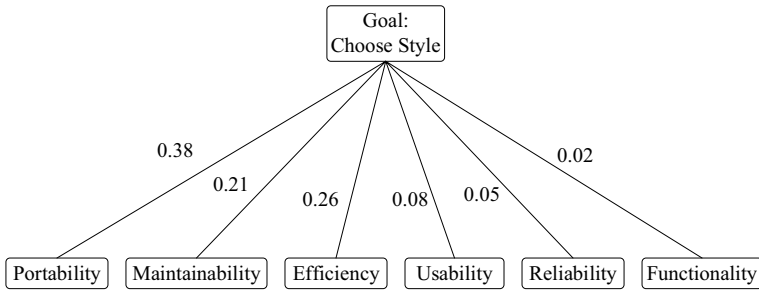 Goal:
Choose Style
0.38
0.21
0.26
0.08
0.05
0.02
Portability
Maintainability
Efficiency
Usability
Reliability
Functionality